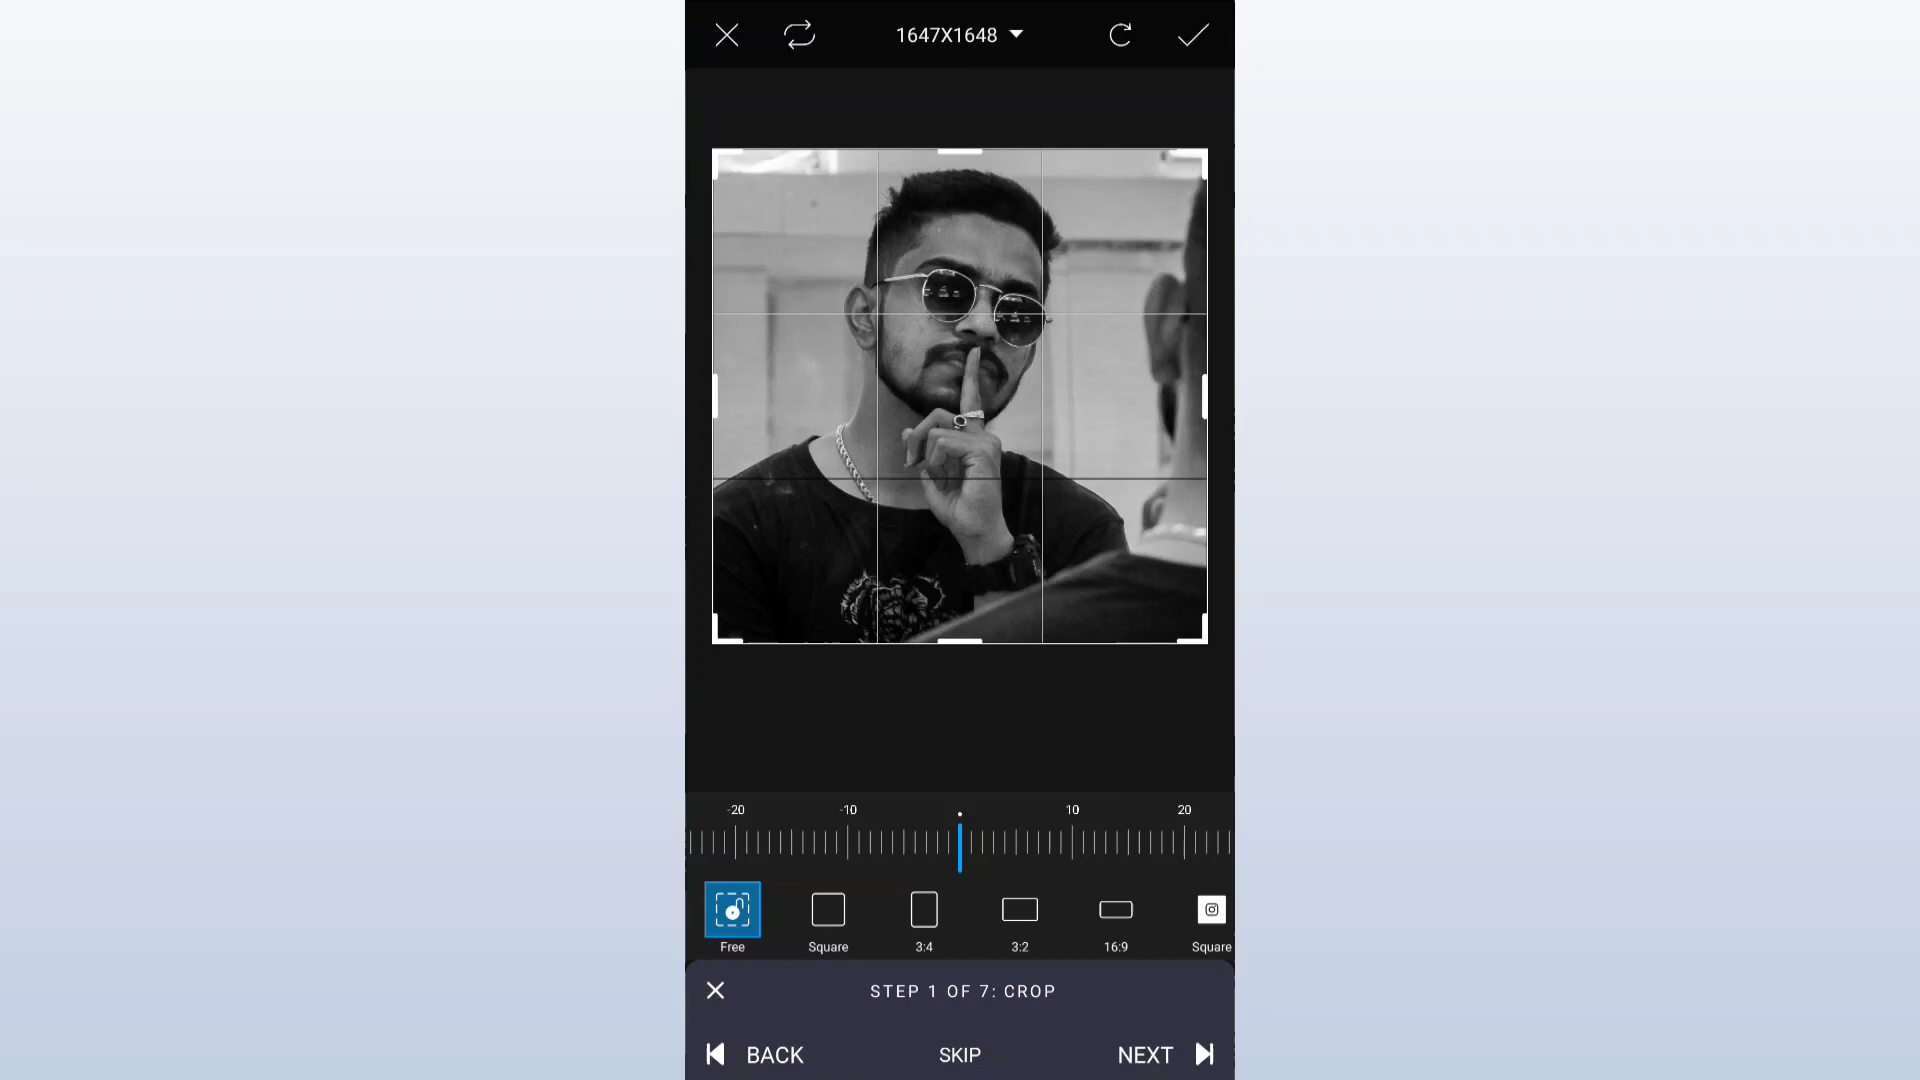 1647X1648
-20 -10 10 20
Free Square 3:4 3:2 16:9 Square
STEP 1 OF 7: CROP
BACK SKIP NEXT